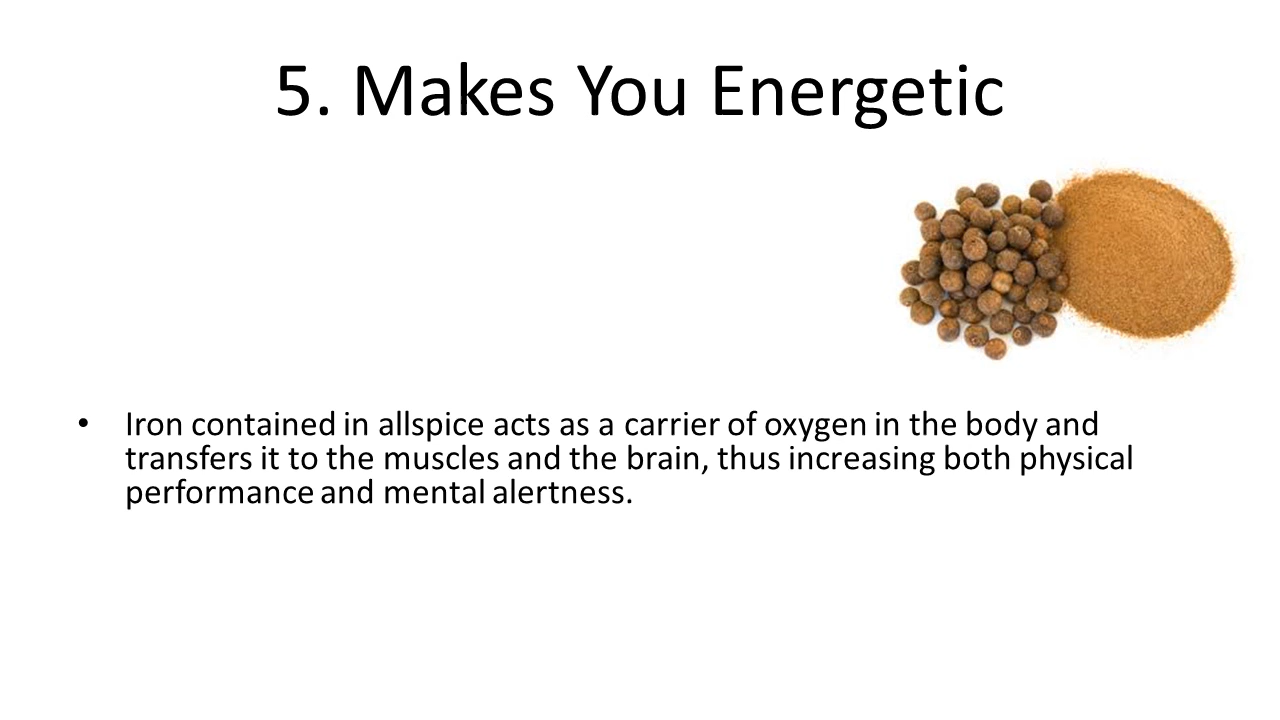 5. Makes You Energetic
• Iron contained in allspice acts as a carrier of oxygen in the body and
transfers it to the muscles and the brain, thus increasing both physical
performance and mental alertness.